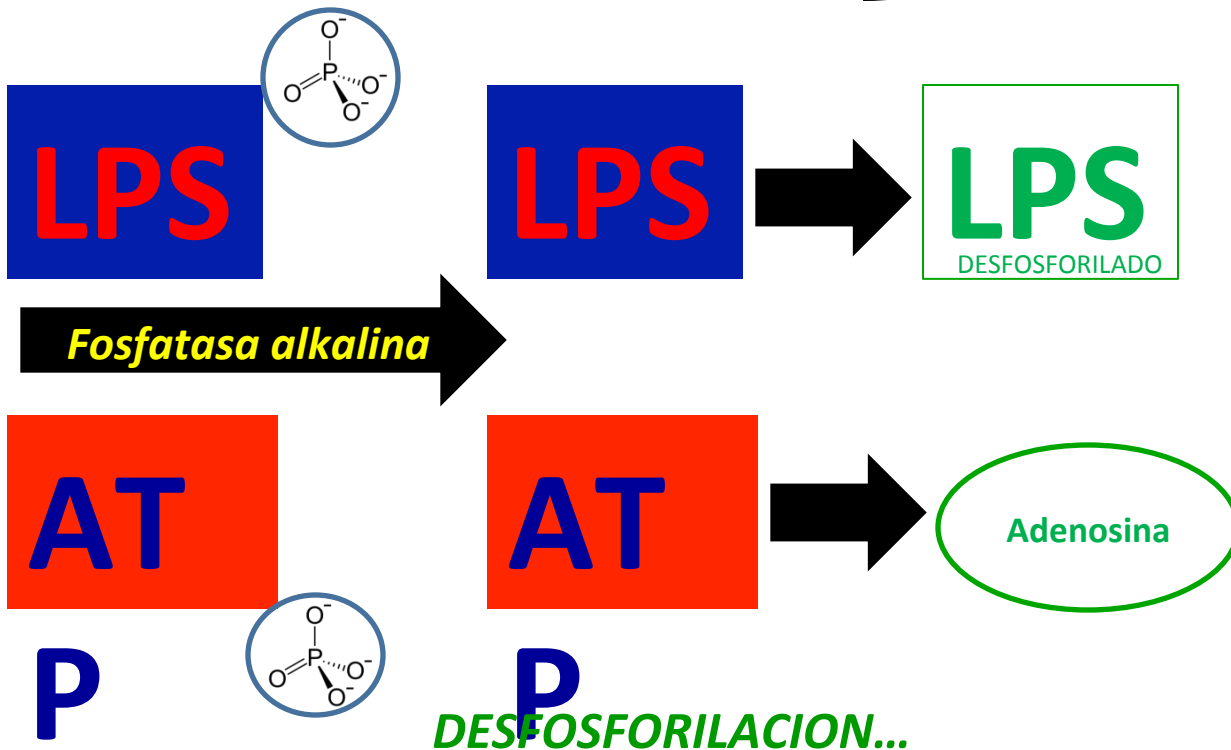 O⁻
P
O
O⁻
O⁻
LPS
LPS
LPS
DESFOSFORILADO
Fosfatasa alkalina
AT
P
AT
P
Adenosina
O⁻
P
O
O⁻
O⁻
DESFOSFORILACION...